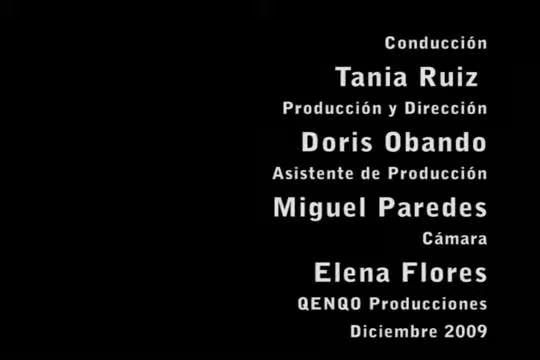 Conducción
Tania Ruiz
Producción y Dirección
Doris Obando
Asistente de Producción
Miguel Paredes
Cámara
Elena Flores
QENQO Producciones
Diciembre 2009